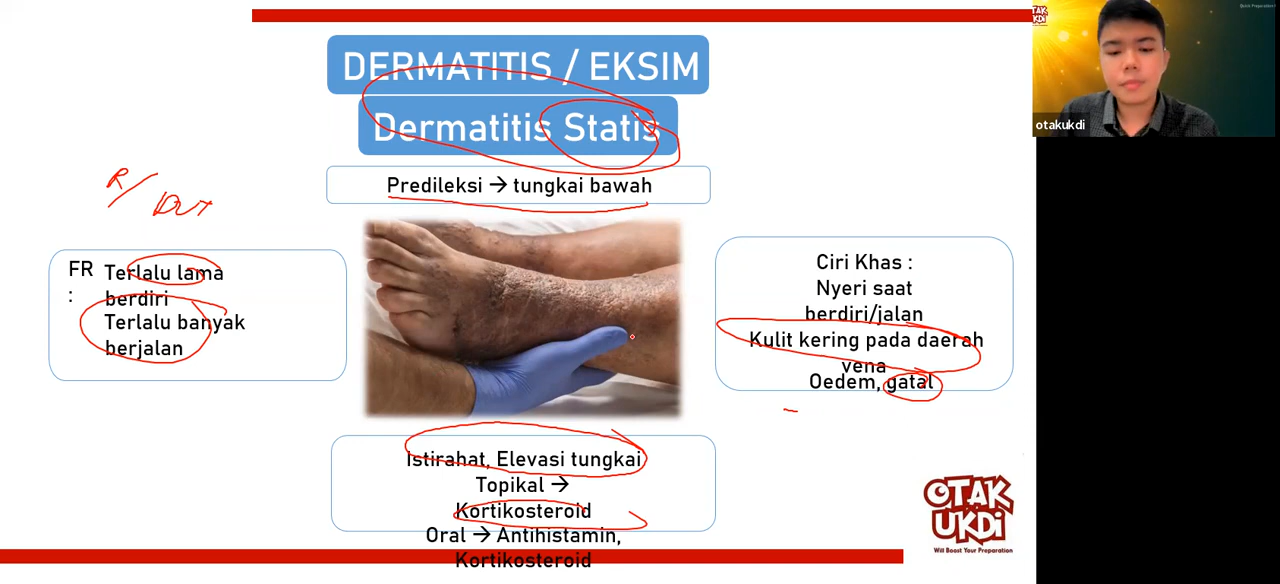 DERMATITIS / EKSIM
Dermatitis Statis
Predileksi → tungkai bawah
R/
DVT
FR
:
Terlalu lama
berdiri
Terlalu banyak
berjalan
Ciri Khas :
Nyeri saat
berdiri/jalan
Kulit kering pada daerah
vena
Oedem, gatal
Istirahat, Elevasi tungkai
Topikal →
Kortikosteroid
Oral → Antihistamin,
Kortikosteroid
otakukdi
OTAK
UKDI
Will Boost Your Preparation